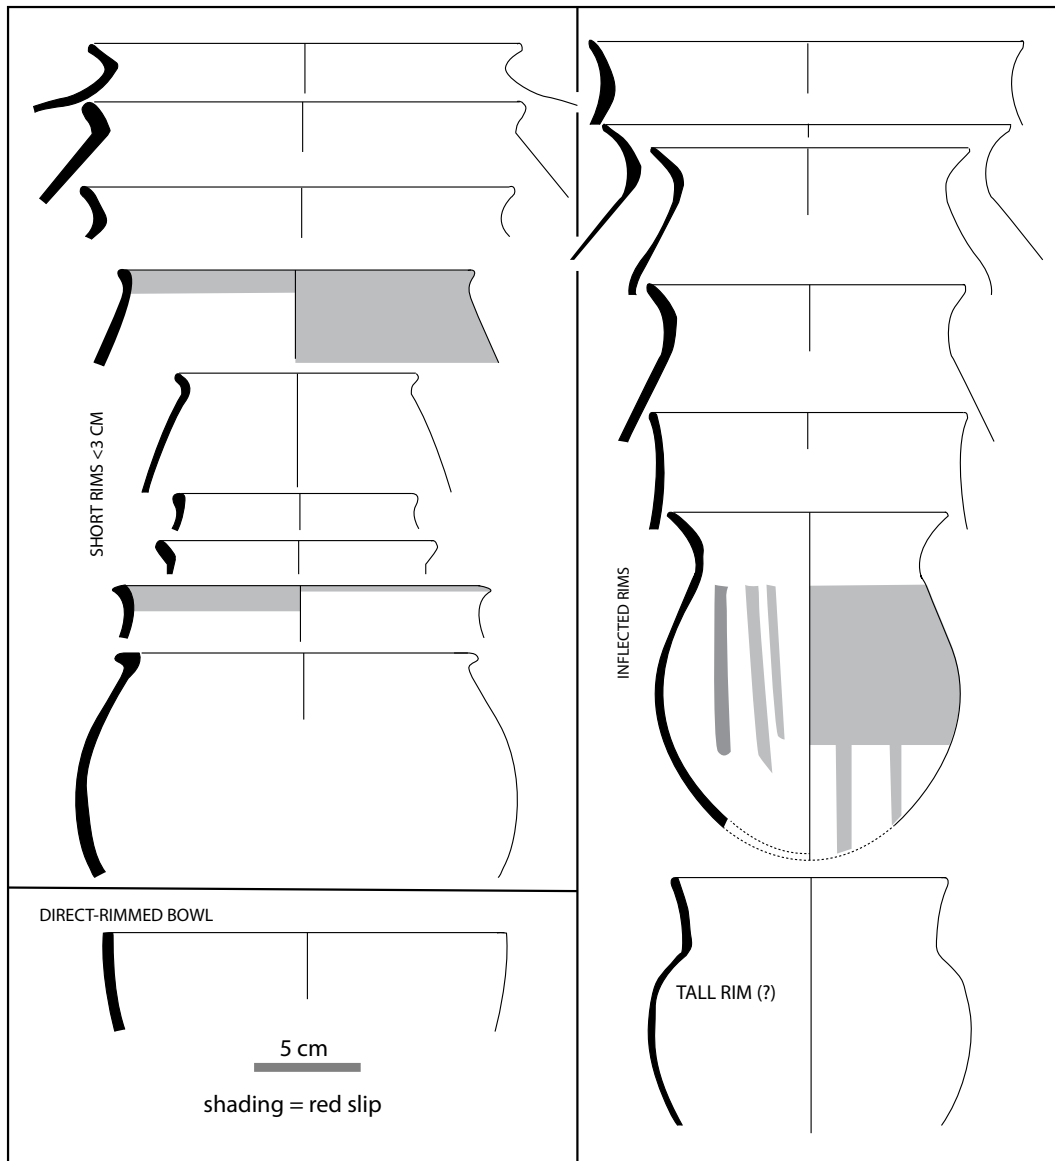 SHORT RIMS <3 CM
DIRECT-RIMMED BOWL
5 cm
shading = red slip
INFLECTED RIMS
TALL RIM (?)